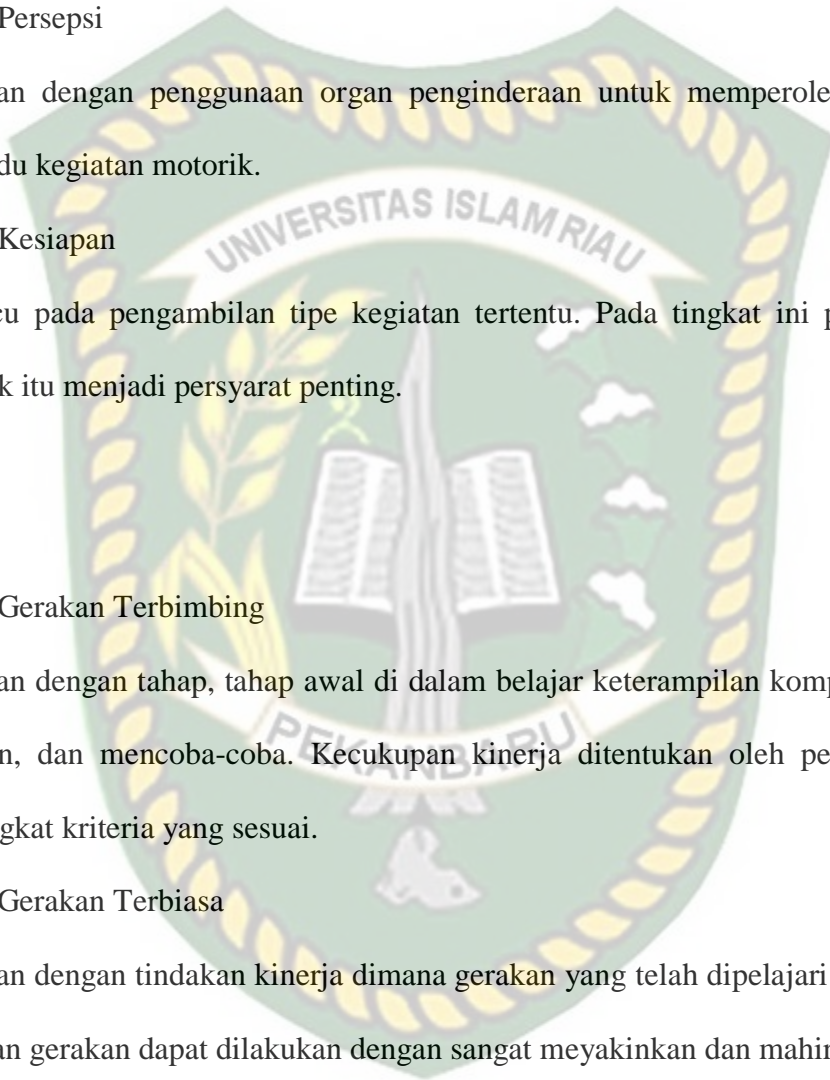 Persepsi
an dengan penggunaan organ penginderaan untuk memperole
du kegiatan motorik.
UNIVERSITAS ISLAM RIAU
Kesiapan
cu pada pengambilan tipe kegiatan tertentu. Pada tingkat ini p
k itu menjadi persyarat penting.
Gerakan Terbimbing
an dengan tahap, tahap awal di dalam belajar keterampilan komp
n, dan mencoba-coba. Kecukupan kinerja ditentukan oleh pe
PEKANBARU
gkat kriteria yang sesuai.
Gerakan Terbiasa
an dengan tindakan kinerja dimana gerakan yang telah dipelajari
an gerakan dapat dilakukan dengan sangat meyakinkan dan mahir